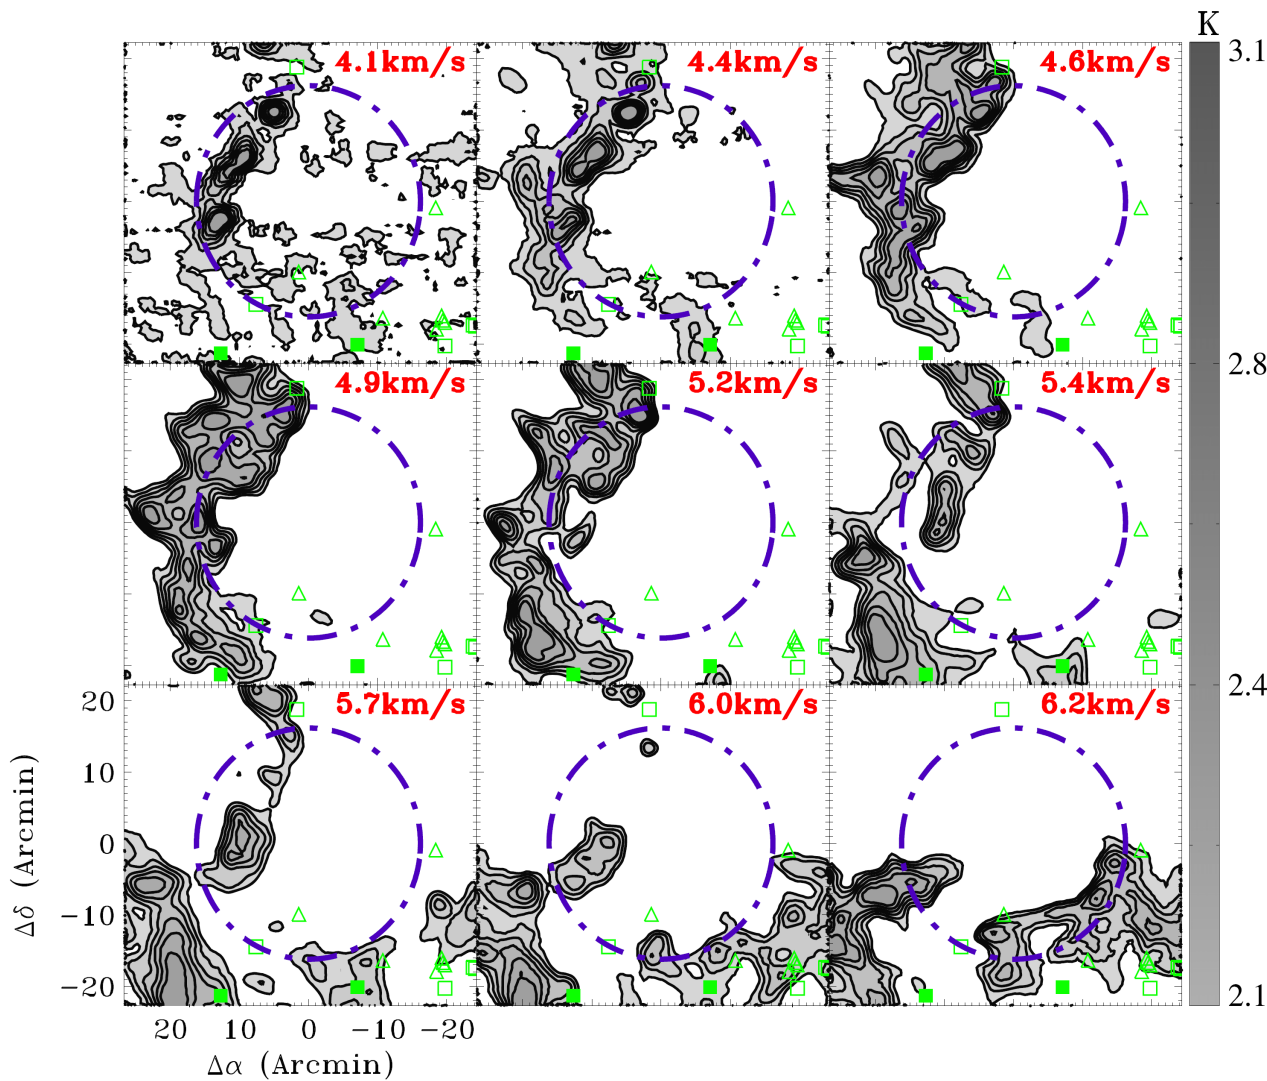 K
4.1km/s 4.4km/s 4.6km/s 3.1
4.9km/s 5.2km/s 5.4km/s 2.8
5.7km/s 6.0km/s 6.2km/s 2.4
20
10
0
−10
−20
2.1
20 10 0 −10 −20
Δα (Arcmin)
Δδ (Arcmin)